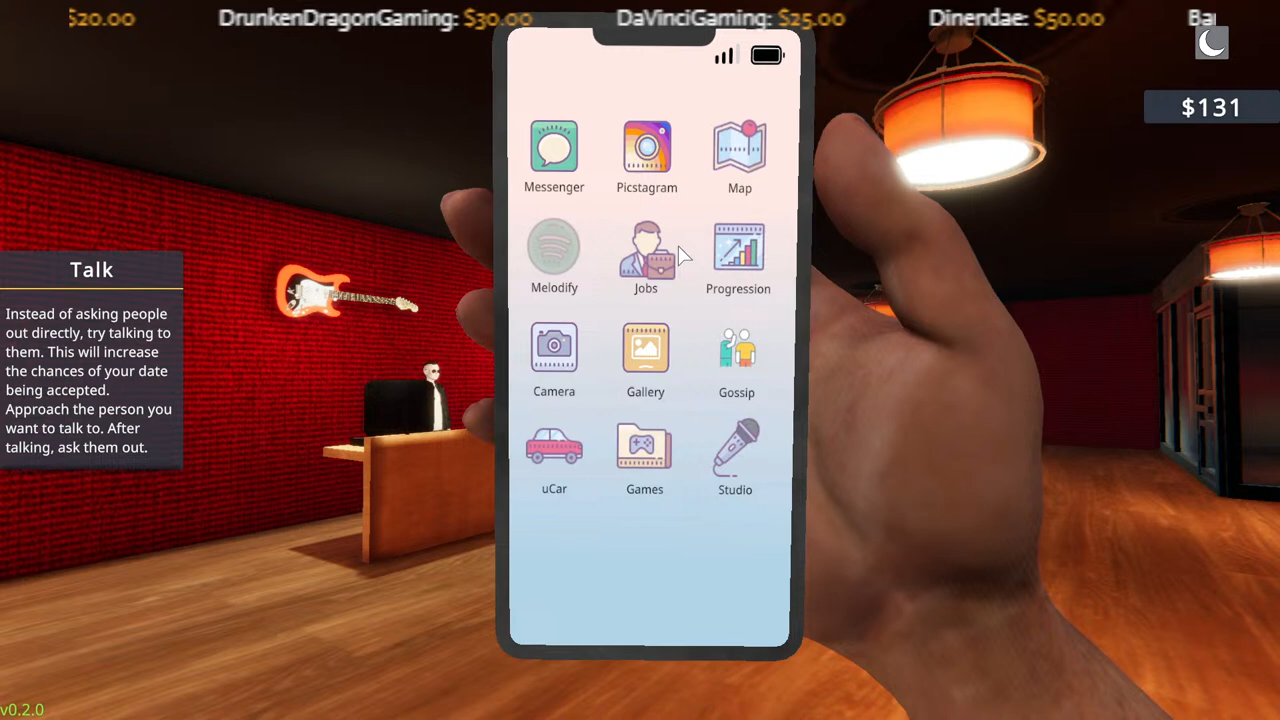 $20.00 DrunkenDragonGaming: $30.00 DaVinciGaming: $25.00 Dinendae: $50.00
$131
Messenger Picstagram Map
Melodify Jobs Progression
Camera Gallery Gossip
uCar Games Studio
Talk
Instead of asking people
out directly, try talking to
them. This will increase
the chances of your date
being accepted.
Approach the person you
want to talk to. After
talking, ask them out.
v0.2.0